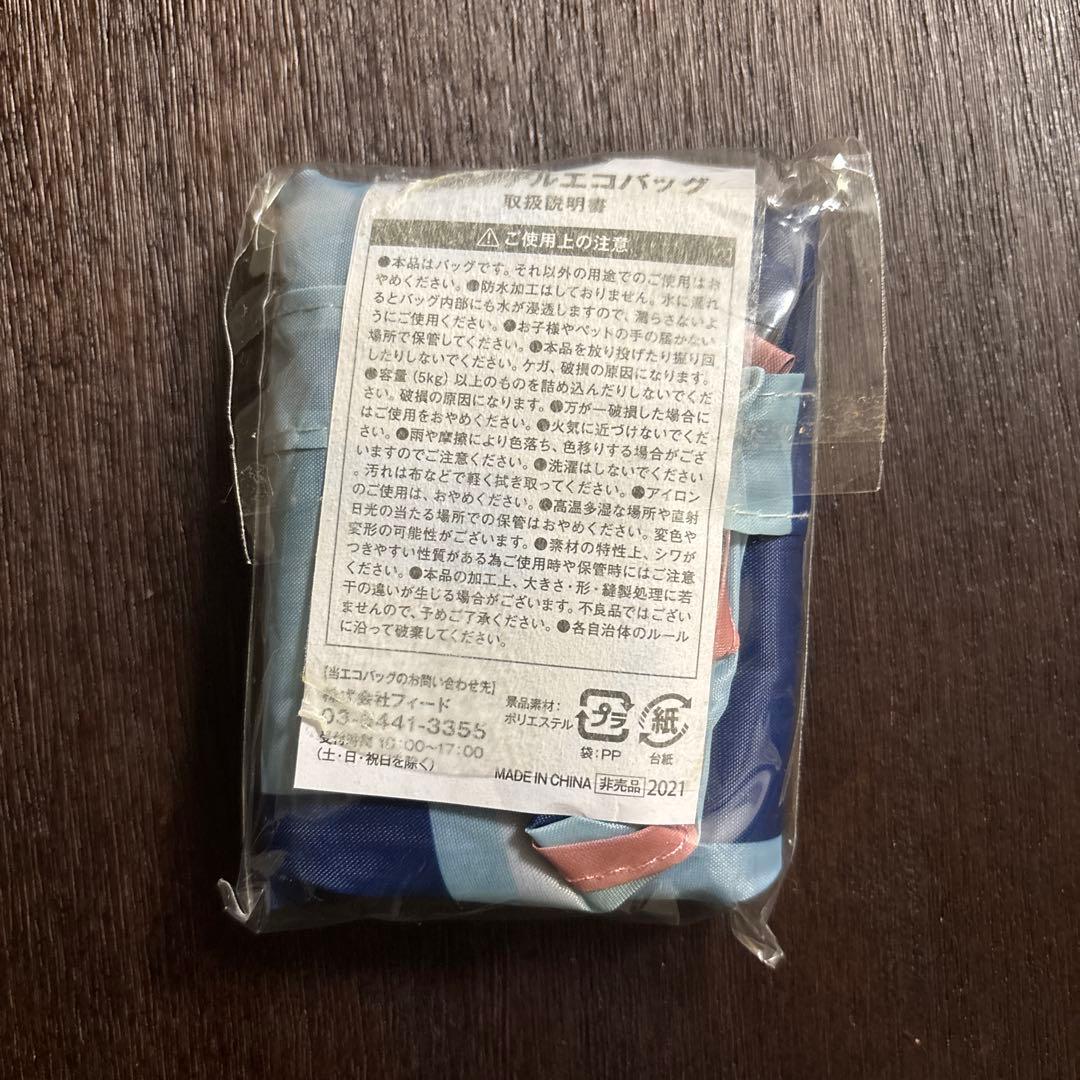 ルエコバッグ
取扱説明書
⚠ご使用上の注意
●本品はバッグです。それ以外の用途でのご使用はお
やめください。●防水加工はしておりません。水に濡れ
るとバッグ内部にも水が浸透しますので、濡らさないよ
うにご使用ください。●お子様やペットの手の届かない
場所で保管してください。●本品を放り投げたり振り回
したりしないでください。ケガ、破損の原因になります。
●容量(5kg)以上のものを詰め込んだりしないでくだ
さい。破損の原因になります。●万が一破損した場合に
はご使用をおやめください。●火気に近づけないでくだ
さい。●雨や摩擦により色落ち、色移りする場合がござ
いますのでご注意ください。●洗濯はしないでください
。汚れは布などで軽く拭き取ってください。●アイロン
のご使用は、おやめください。●高温多湿な場所や直射
日光の当たる場所での保管はおやめください。変色や
変形の可能性がございます。●素材の特性上、シワが
つきやすい性質がある為ご使用時や保管時にはご注意
ください。●本品の加工上、大きさ・形・縫製処理に若
干の違いが生じる場合がございます。不良品ではござい
ませんので、予めご了承ください。●各自治体のルール
に沿って破棄してください。
【当エコバッグのお問い合わせ先】
株式会社フィード
441-3355
受付時間 10:00〜17:00
(土・日・祝日を除く)
景品素材:
ポリエステル
プラ
袋:PP
紙
台紙
MADE IN CHINA 非売品 2021